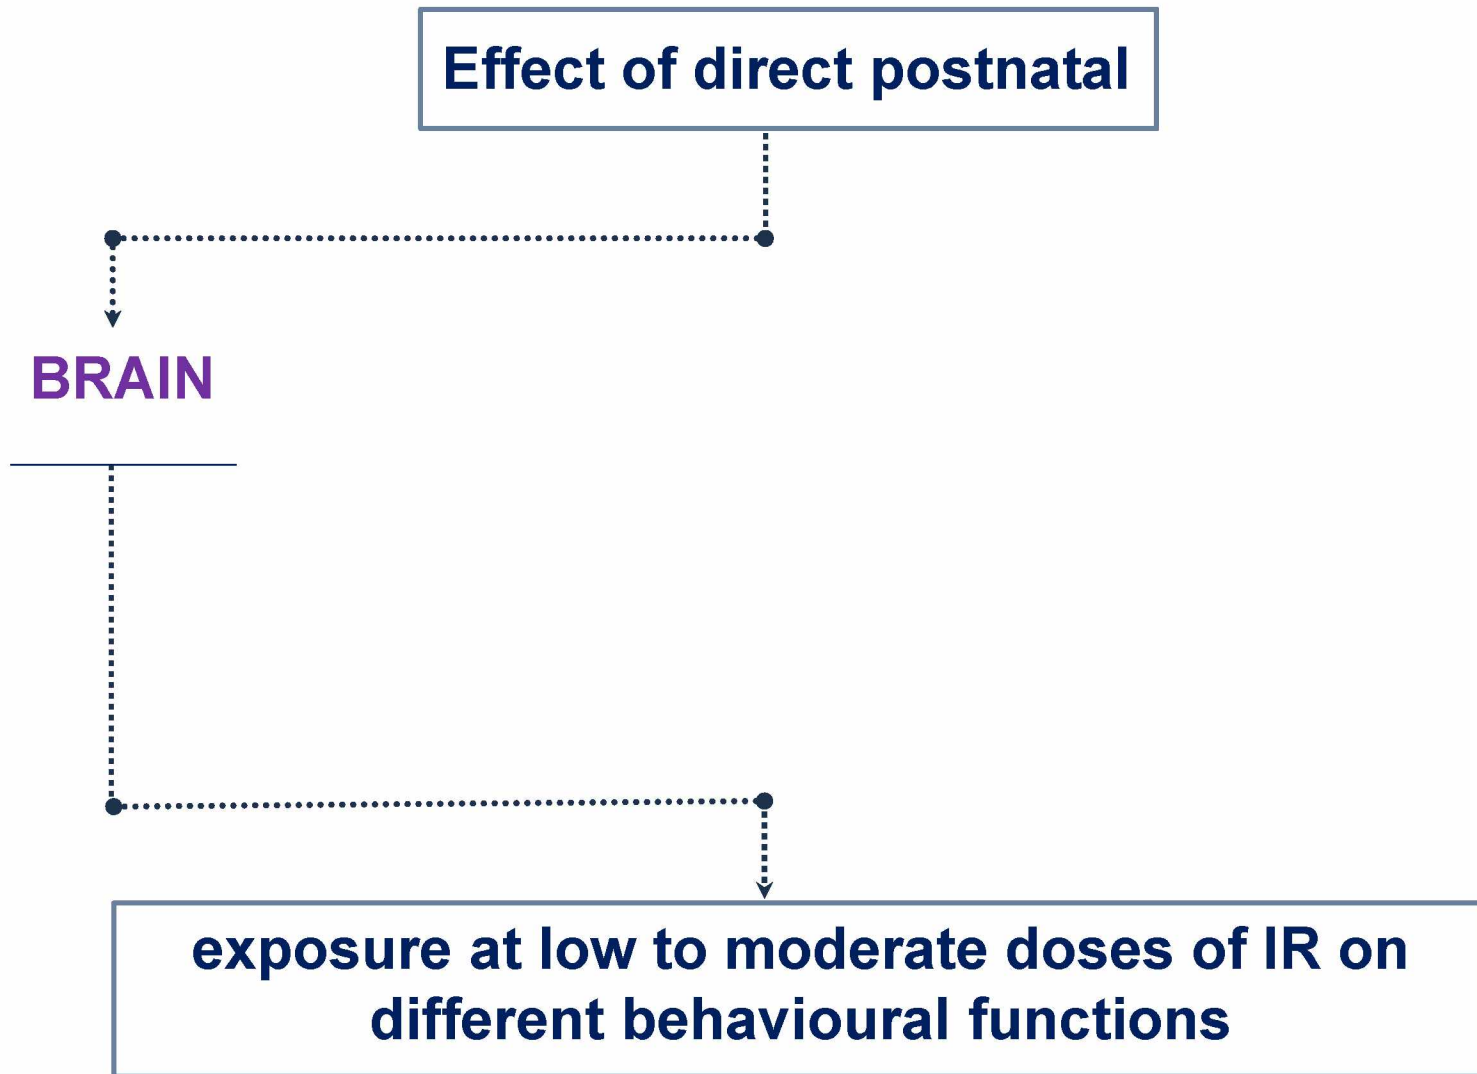 Effect of direct postnatal
BRAIN
exposure at low to moderate doses of IR on
different behavioural functions